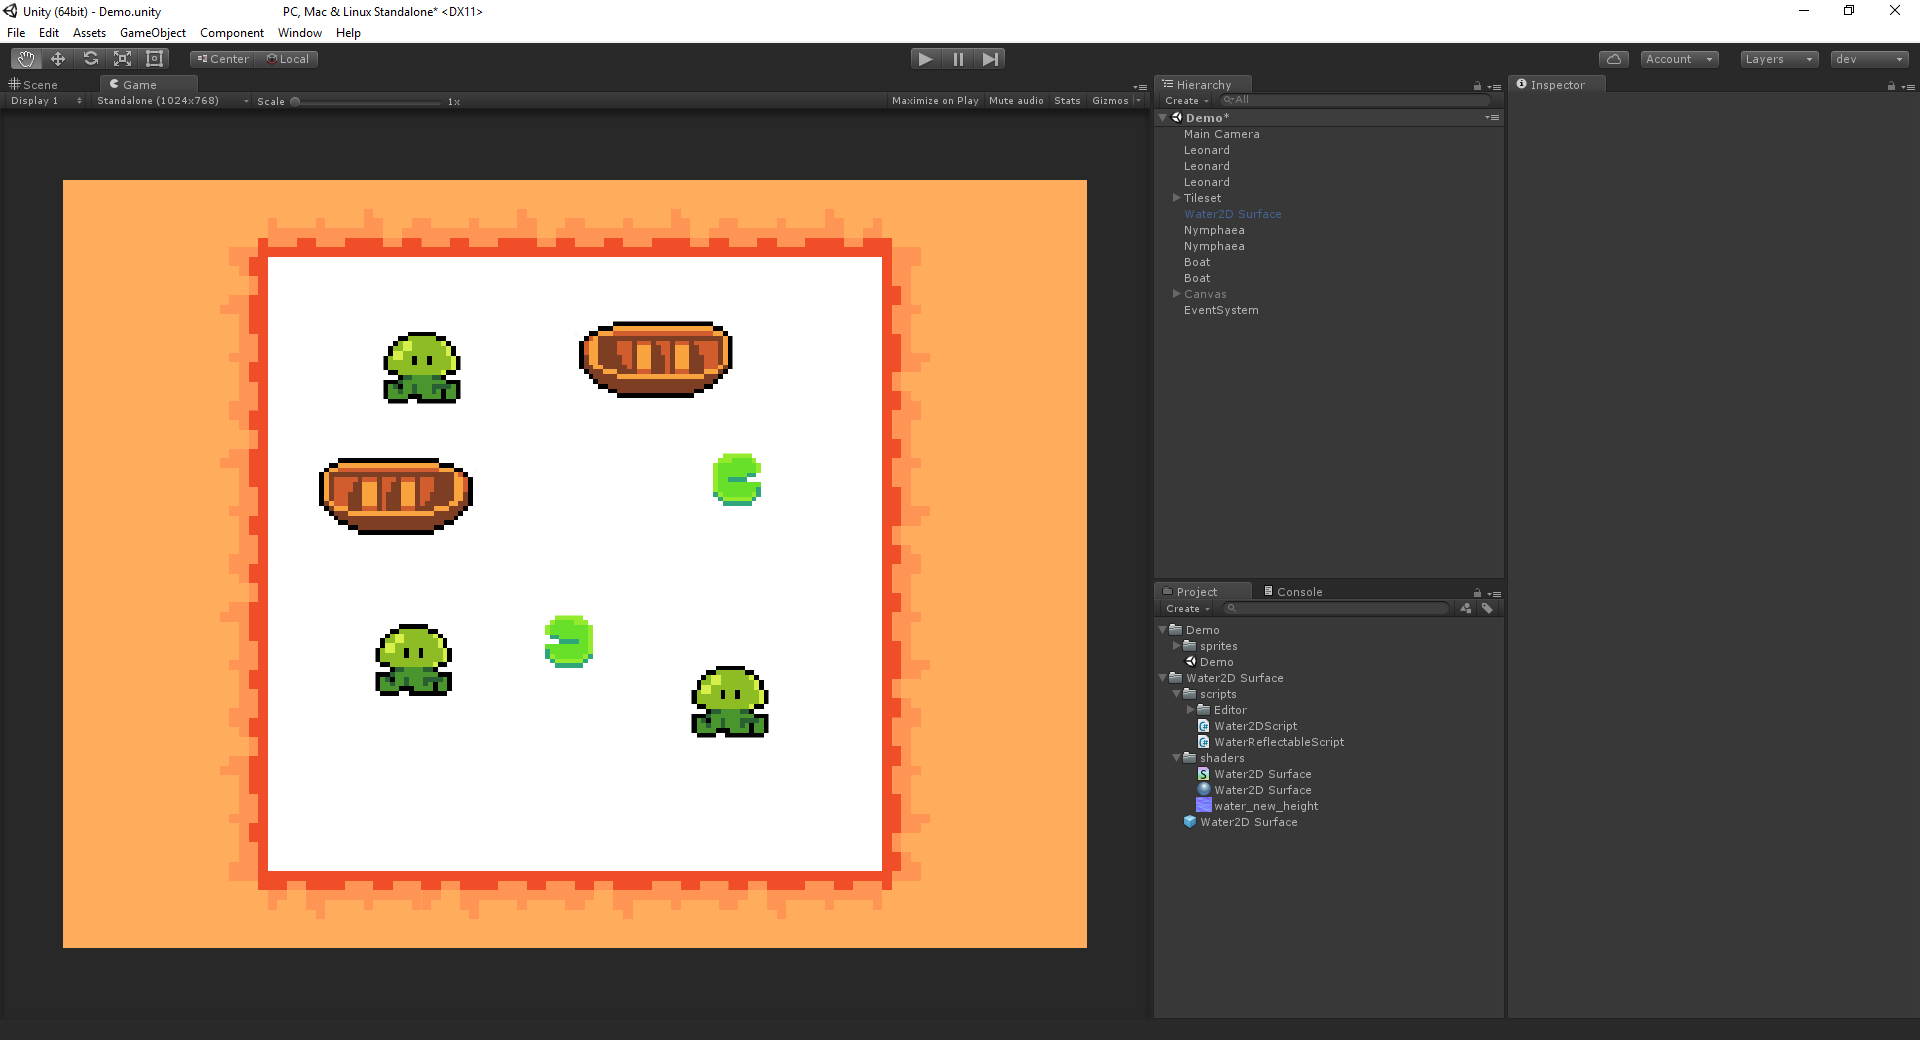 Unity (64bit) - Demo.unity PC, Mac & Linux Standalone* <DX11>
File Edit Assets GameObject Component Window Help
Center Local Account Layers dev
Scene Game Hierarchy Inspector
Display 1 Standalone (1024x768) Scale 1x Maximize on Play Mute audio Stats Gizmos Create All
Demo*
Main Camera
Leonard
Leonard
Leonard
Tileset
Water2D Surface
Nymphaea
Nymphaea
Boat
Boat
Canvas
EventSystem
Project Console
Create
Demo
sprites
Demo
Water2D Surface
scripts
Editor
Water2DScript
WaterReflectableScript
shaders
Water2D Surface
Water2D Surface
water_new_height
Water2D Surface